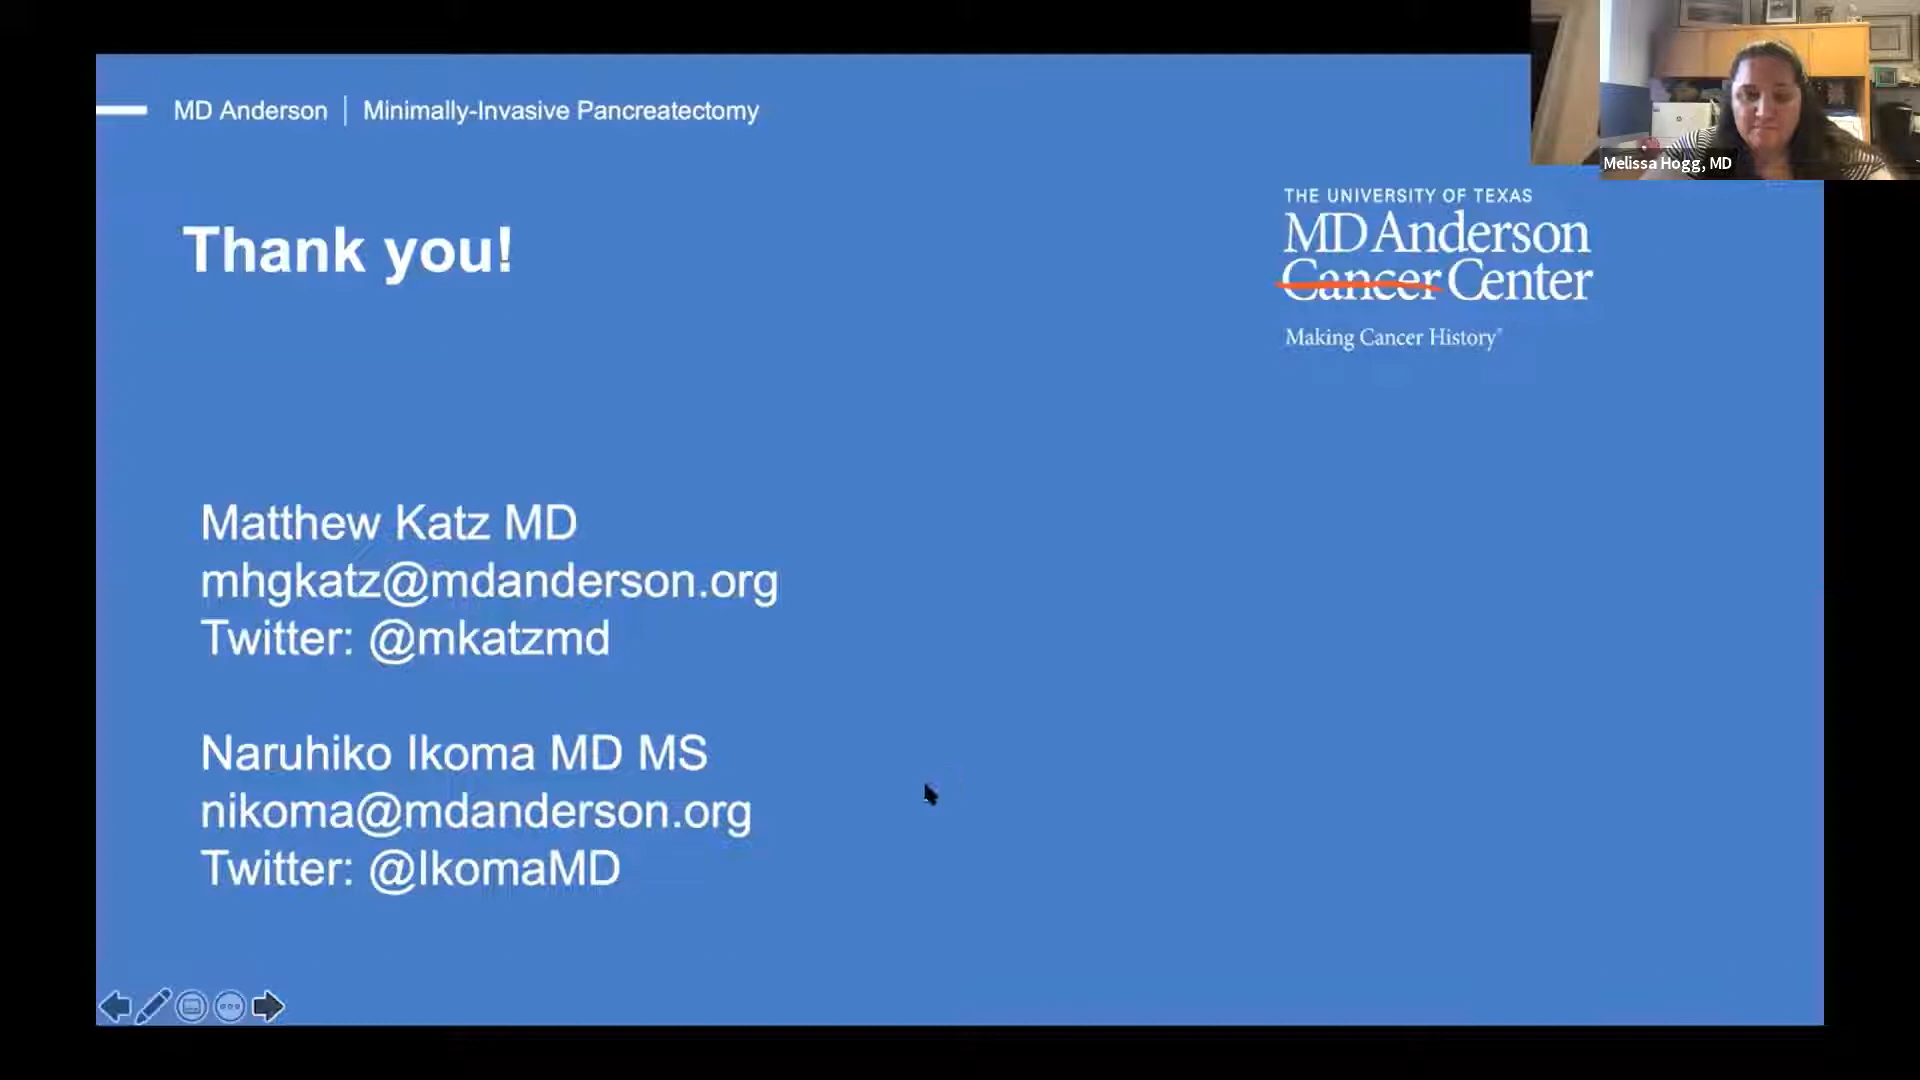 MD Anderson | Minimally-Invasive Pancreatectomy
Melissa Hogg, MD
THE UNIVERSITY OF TEXAS
MD Anderson
Cancer Center
Making Cancer History®
Thank you!
Matthew Katz MD
mhgkatz@mdanderson.org
Twitter: @mkatzmd
Naruhiko Ikoma MD MS
nikoma@mdanderson.org
Twitter: @IkomaMD